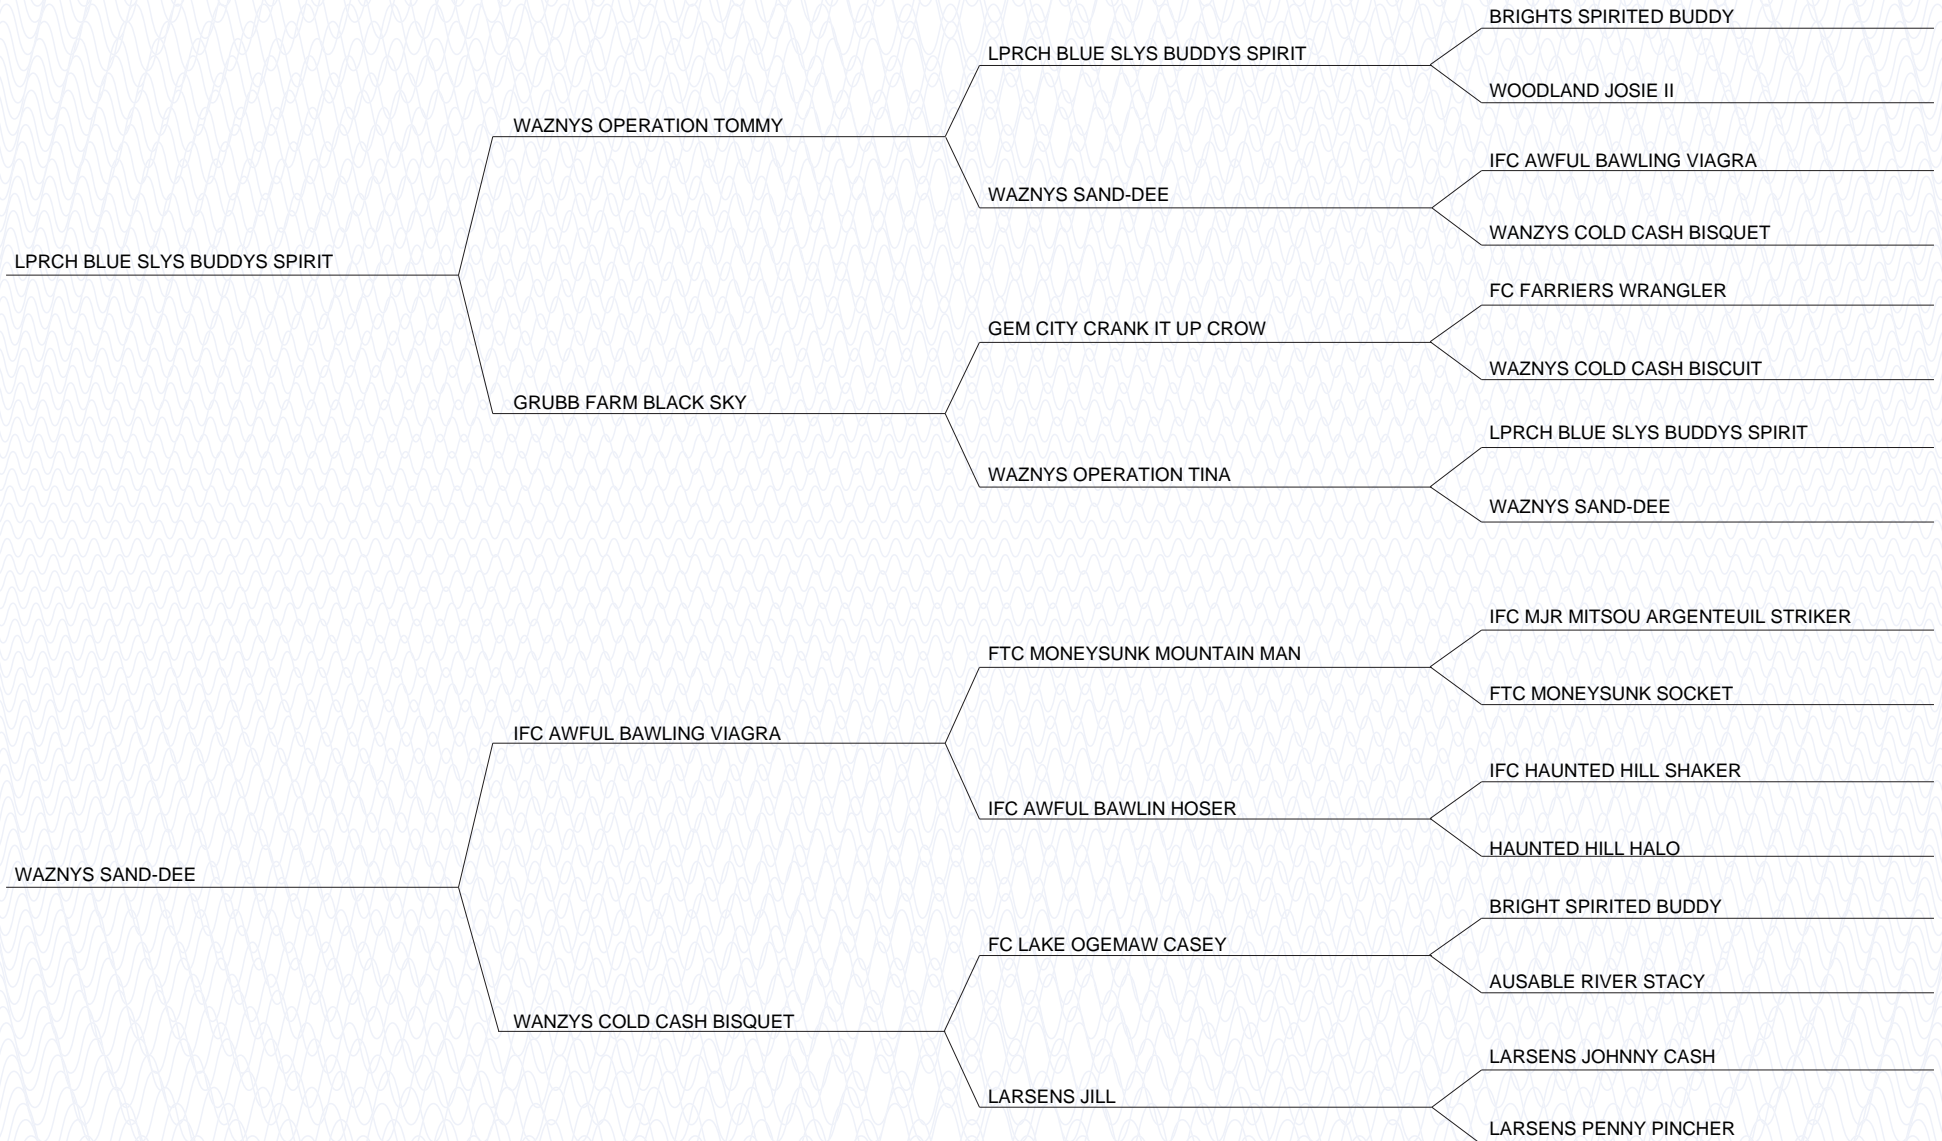 BRIGHTS SPIRITED BUDDY
LPRCH BLUE SLYS BUDDYS SPIRIT
WOODLAND JOSIE II
WAZNYS OPERATION TOMMY
IFC AWFUL BAWLING VIAGRA
WAZNYS SAND-DEE
WANZYS COLD CASH BISQUET
LPRCH BLUE SLYS BUDDYS SPIRIT
FC FARRIERS WRANGLER
GEM CITY CRANK IT UP CROW
WAZNYS COLD CASH BISCUIT
GRUBB FARM BLACK SKY
LPRCH BLUE SLYS BUDDYS SPIRIT
WAZNYS OPERATION TINA
WAZNYS SAND-DEE
IFC MJR MITSOU ARGENTEUIL STRIKER
FTC MONEYSUNK MOUNTAIN MAN
FTC MONEYSUNK SOCKET
IFC AWFUL BAWLING VIAGRA
IFC HAUNTED HILL SHAKER
IFC AWFUL BAWLIN HOSER
HAUNTED HILL HALO
WAZNYS SAND-DEE
BRIGHT SPIRITED BUDDY
FC LAKE OGEMAW CASEY
AUSABLE RIVER STACY
WANZYS COLD CASH BISQUET
LARSENS JOHNNY CASH
LARSENS JILL
LARSENS PENNY PINCHER